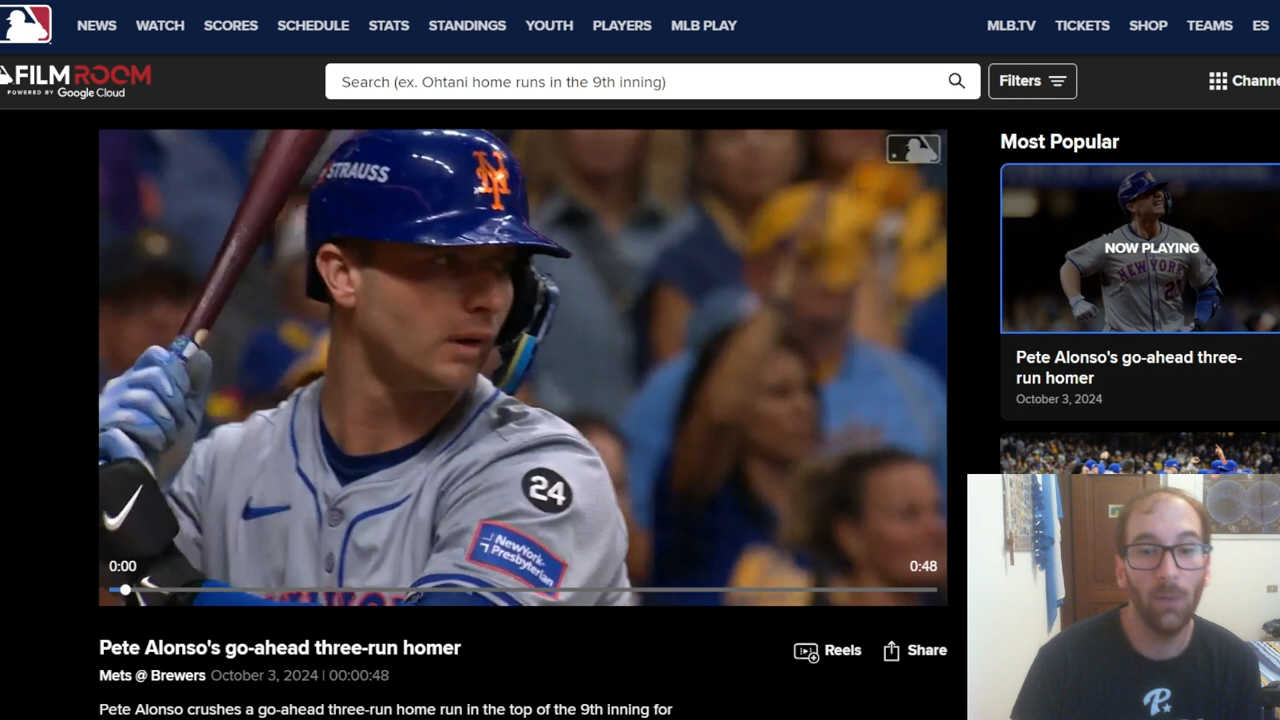 NEWS WATCH SCORES SCHEDULE STATS STANDINGS YOUTH PLAYERS MLB PLAY MLB.TV TICKETS SHOP TEAMS ES
FILM ROOM
POWERED BY Google Cloud
Search (ex. Ohtani home runs in the 9th inning)
Filters
Channe
STRAUSS
NY
24
NewYork-
Presbyterian
0:00
0:48
Pete Alonso's go-ahead three-run homer
Reels
Share
Mets @ Brewers October 3, 2024 | 00:00:48
Pete Alonso crushes a go-ahead three-run home run in the top of the 9th inning for
Most Popular
NOW PLAYING
NEW YORK
Pete Alonso's go-ahead three-
run homer
October 3, 2024
P